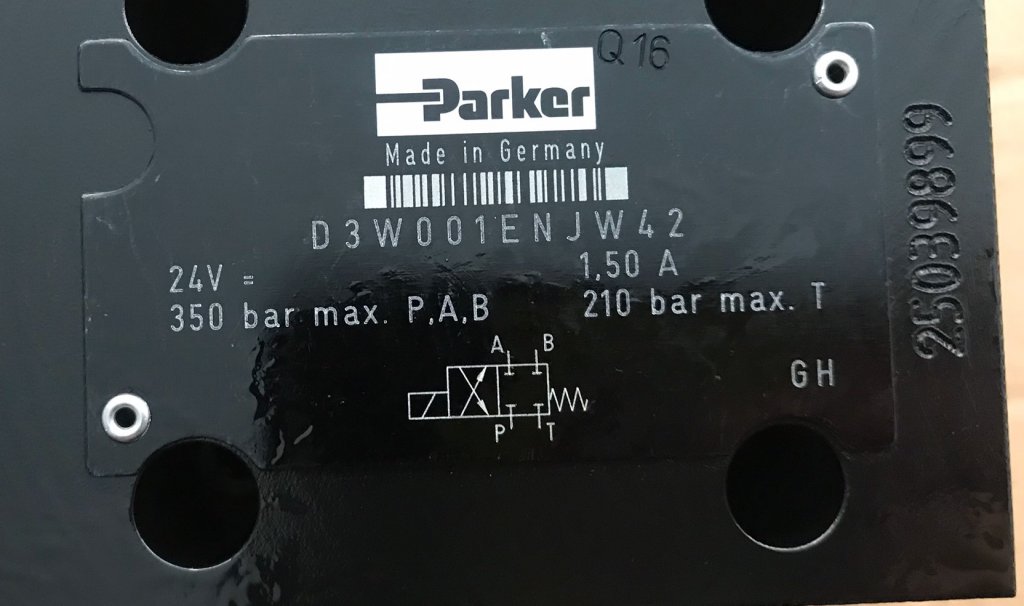 Q16
Parker
Made in Germany
D3W001ENJW42
24V = 1,50 A
350 bar max. P,A,B 210 bar max. T
A B
GH
P T
25039899